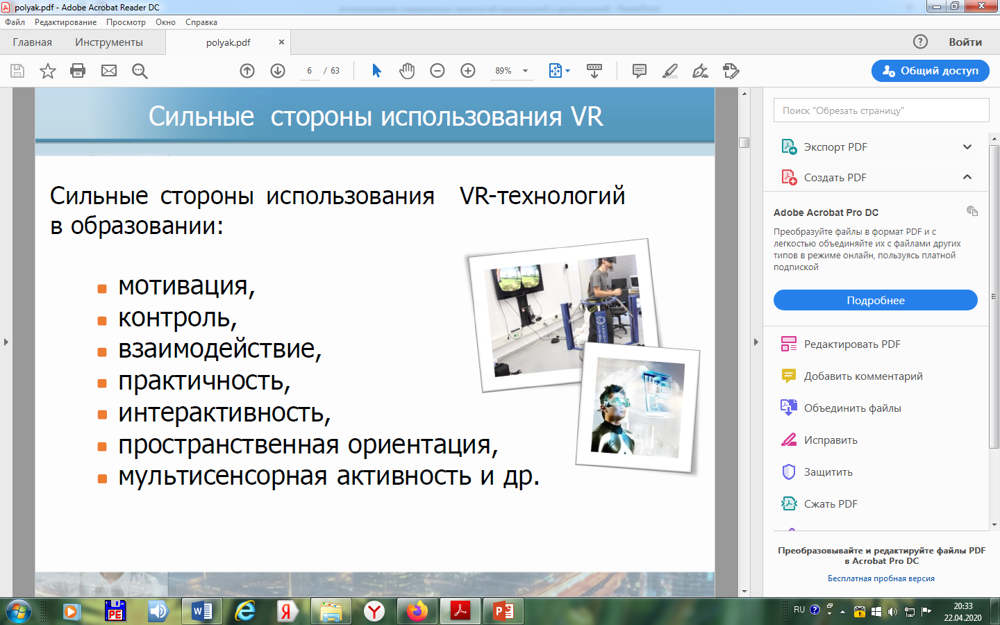 polyak.pdf - Adobe Acrobat Reader DC
Файл Редактирование Просмотр Окно Справка
Главная Инструменты polyak.pdf × ? Войти
6 / 63 89% Общий доступ
Сильные стороны использования VR
Сильные стороны использования VR-технологий
в образовании:
мотивация,
контроль,
взаимодействие,
практичность,
интерактивность,
пространственная ориентация,
мультисенсорная активность и др.
Поиск "Обрезать страницу"
Экспорт PDF
Создать PDF
Adobe Acrobat Pro DC
Преобразуйте файлы в формат PDF и с
легкостью объединяйте их с файлами других
типов в режиме онлайн, пользуясь платной
подпиской
Подробнее
Редактировать PDF
Добавить комментарий
Объединить файлы
Исправить
Защитить
Сжать PDF
Преобразовывайте и редактируйте файлы PDF
в Acrobat Pro DC
Бесплатная пробная версия
RU 20:33
22.04.2020